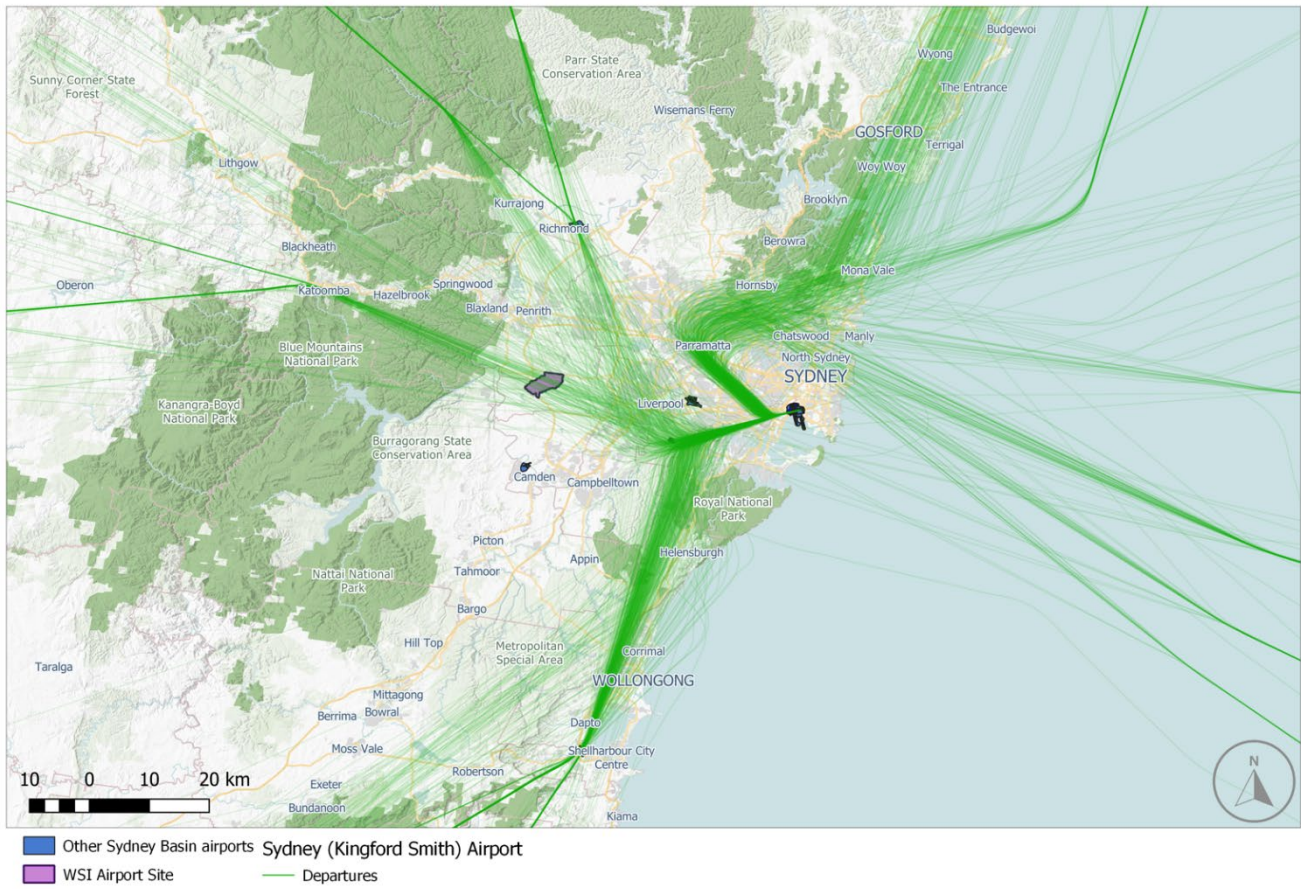 Budgewoi
Wyong
Parr State
Conservation Area
Sunny Corner State
Forest
The Entrance
Wisemans Ferry
GOSFORD
Terrigal
Lithgow
Woy Woy
Kurrajong
Brooklyn
Richmond
Berowra
Blackheath
Mona Vale
Oberon
Katoomba
Hazelbrook
Springwood
Hornsby
Blaxland
Penrith
Chatswood
Manly
Parramatta
Blue Mountains
National Park
North Sydney
SYDNEY
Kanangra-Boyd
National Park
Liverpool
Burragorang State
Conservation Area
Camden
Campbelltown
Royal National
Park
Picton
Helensburgh
Appin
Tahmoor
Nattai National
Park
Bargo
Hill Top
Metropolitan
Special Area
Corrimal
Taralga
WOLLONGONG
Mittagong
Berrima
Bowral
Dapto
Moss Vale
Shellharbour City
Centre
Robertson
Exeter
Bundanoon
Kiama
10 0 10 20 km
N
Other Sydney Basin airports
Sydney (Kingford Smith) Airport
WSI Airport Site
Departures